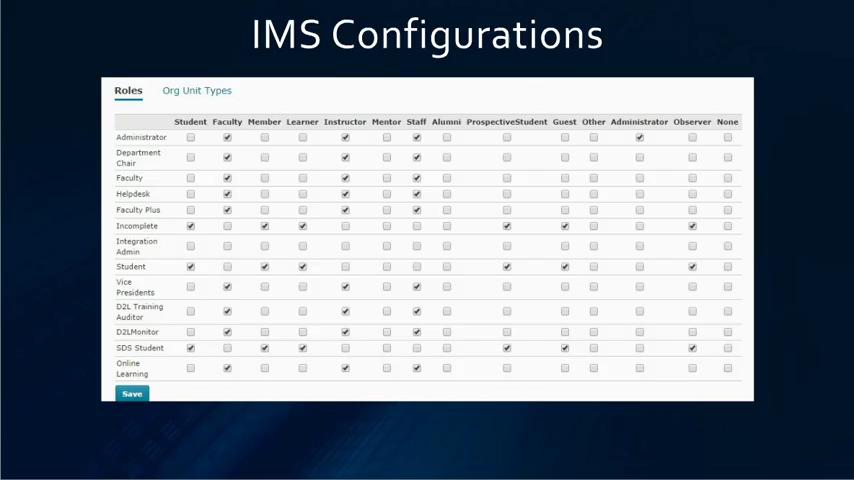 IMS Configurations
Roles Org Unit Types
Student Faculty Member Learner Instructor Mentor Staff Alumni ProspectiveStudent Guest Other Administrator Observer None
Administrator
Department
Chair
Faculty
Helpdesk
Faculty Plus
Incomplete
Integration
Admin
Student
Vice
Presidents
D2L Training
Auditor
D2LMonitor
SDS Student
Online
Learning
Save